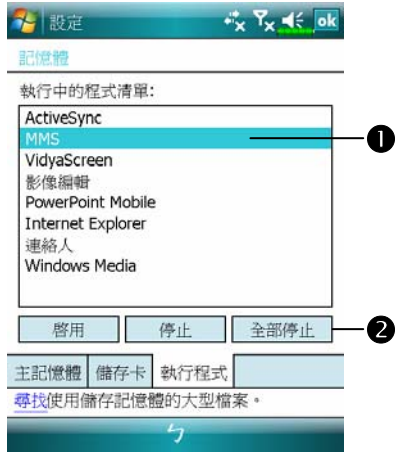 設定 ok
記憶體
執行中的程式清單:
ActiveSync
MMS
VidyaScreen
影像編輯
PowerPoint Mobile
Internet Explorer
連絡人
Windows Media
啓用 停止 全部停止
主記憶體 儲存卡 執行程式
尋找使用儲存記憶體的大型檔案。
ㄅ
1
2